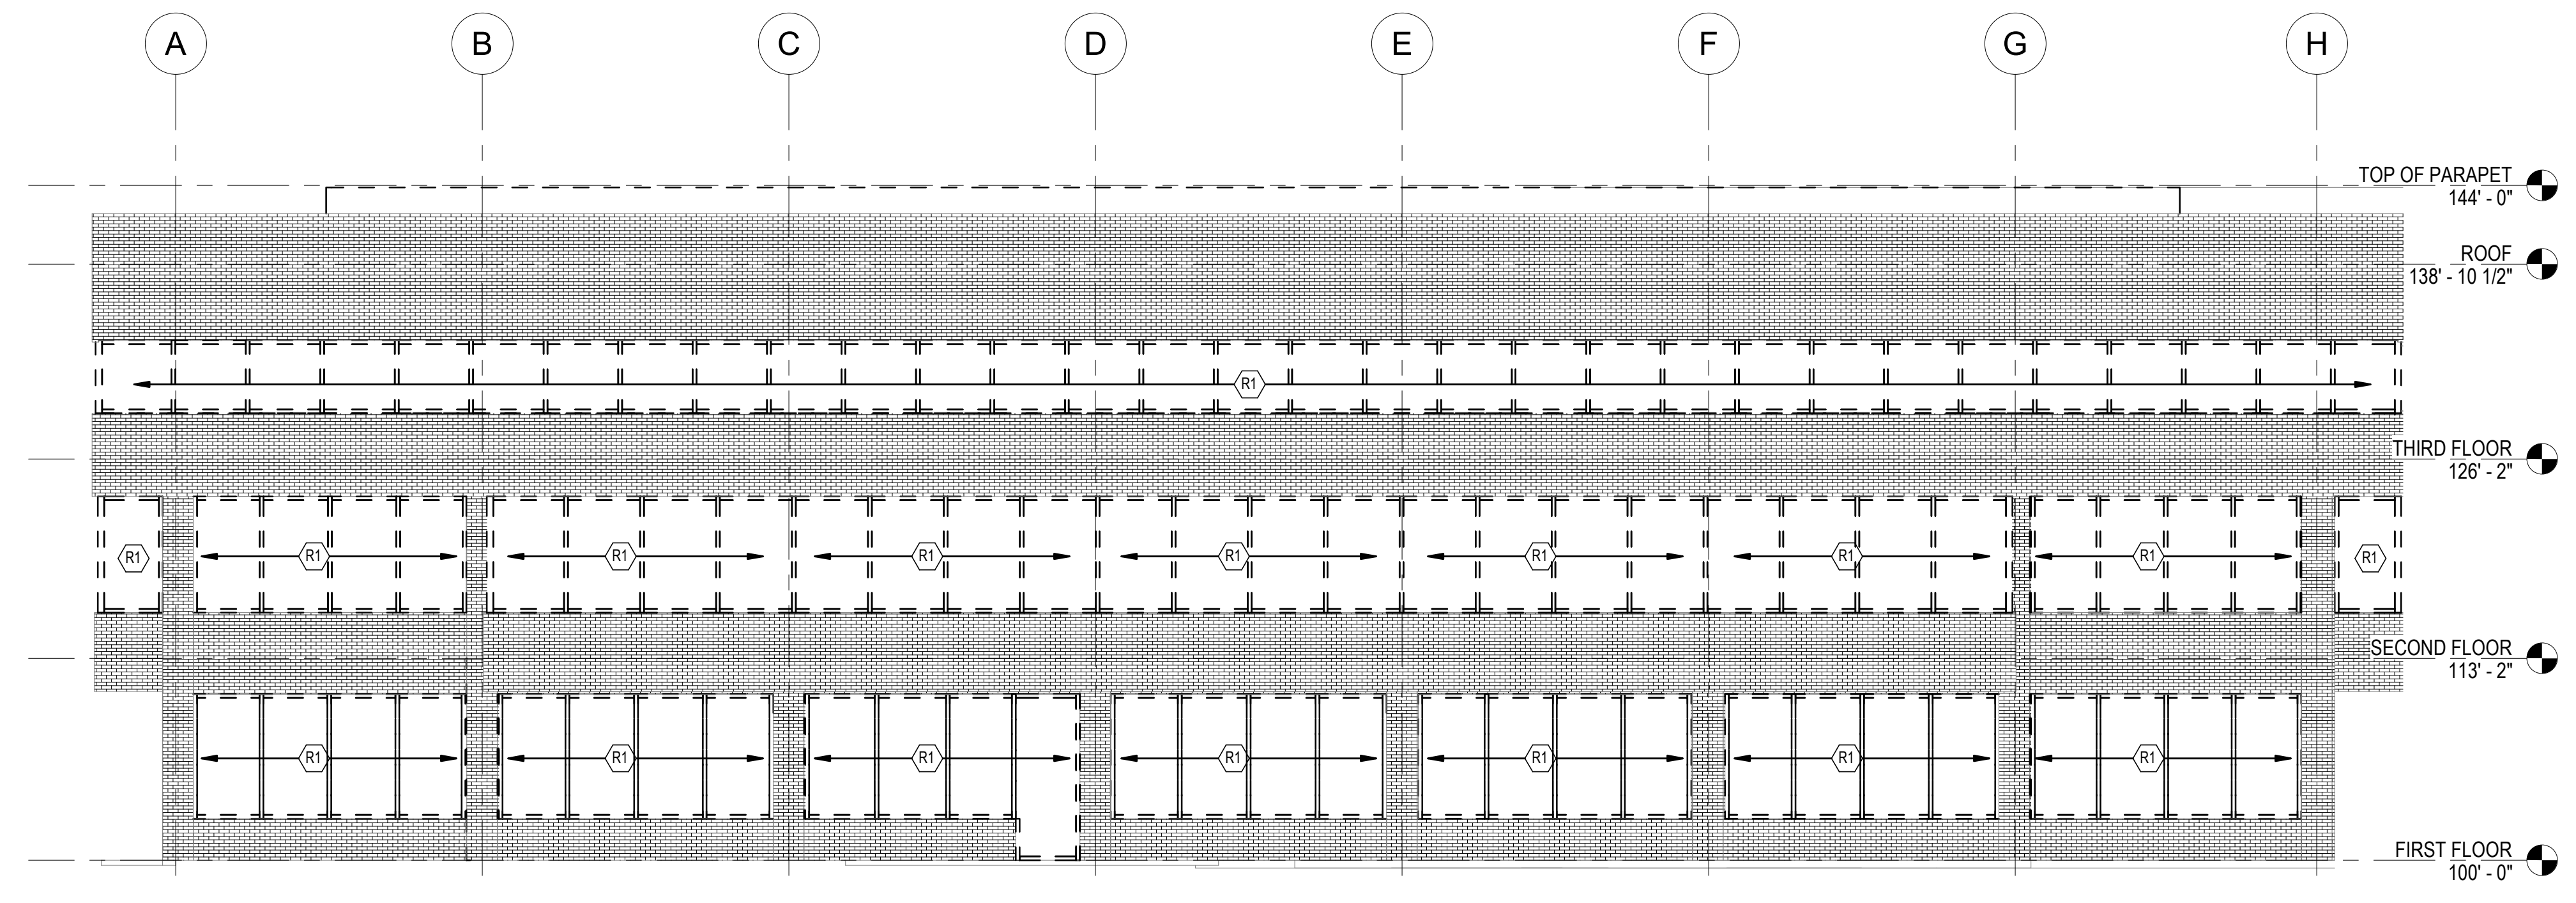 A B C D E F G H
TOP OF PARAPET
144' - 0"
ROOF
138' - 10 1/2"
R1
THIRD FLOOR
126' - 2"
R1 R1 R1 R1 R1 R1 R1 R1 R1
SECOND FLOOR
113' - 2"
R1 R1 R1 R1 R1 R1 R1
FIRST FLOOR
100' - 0"